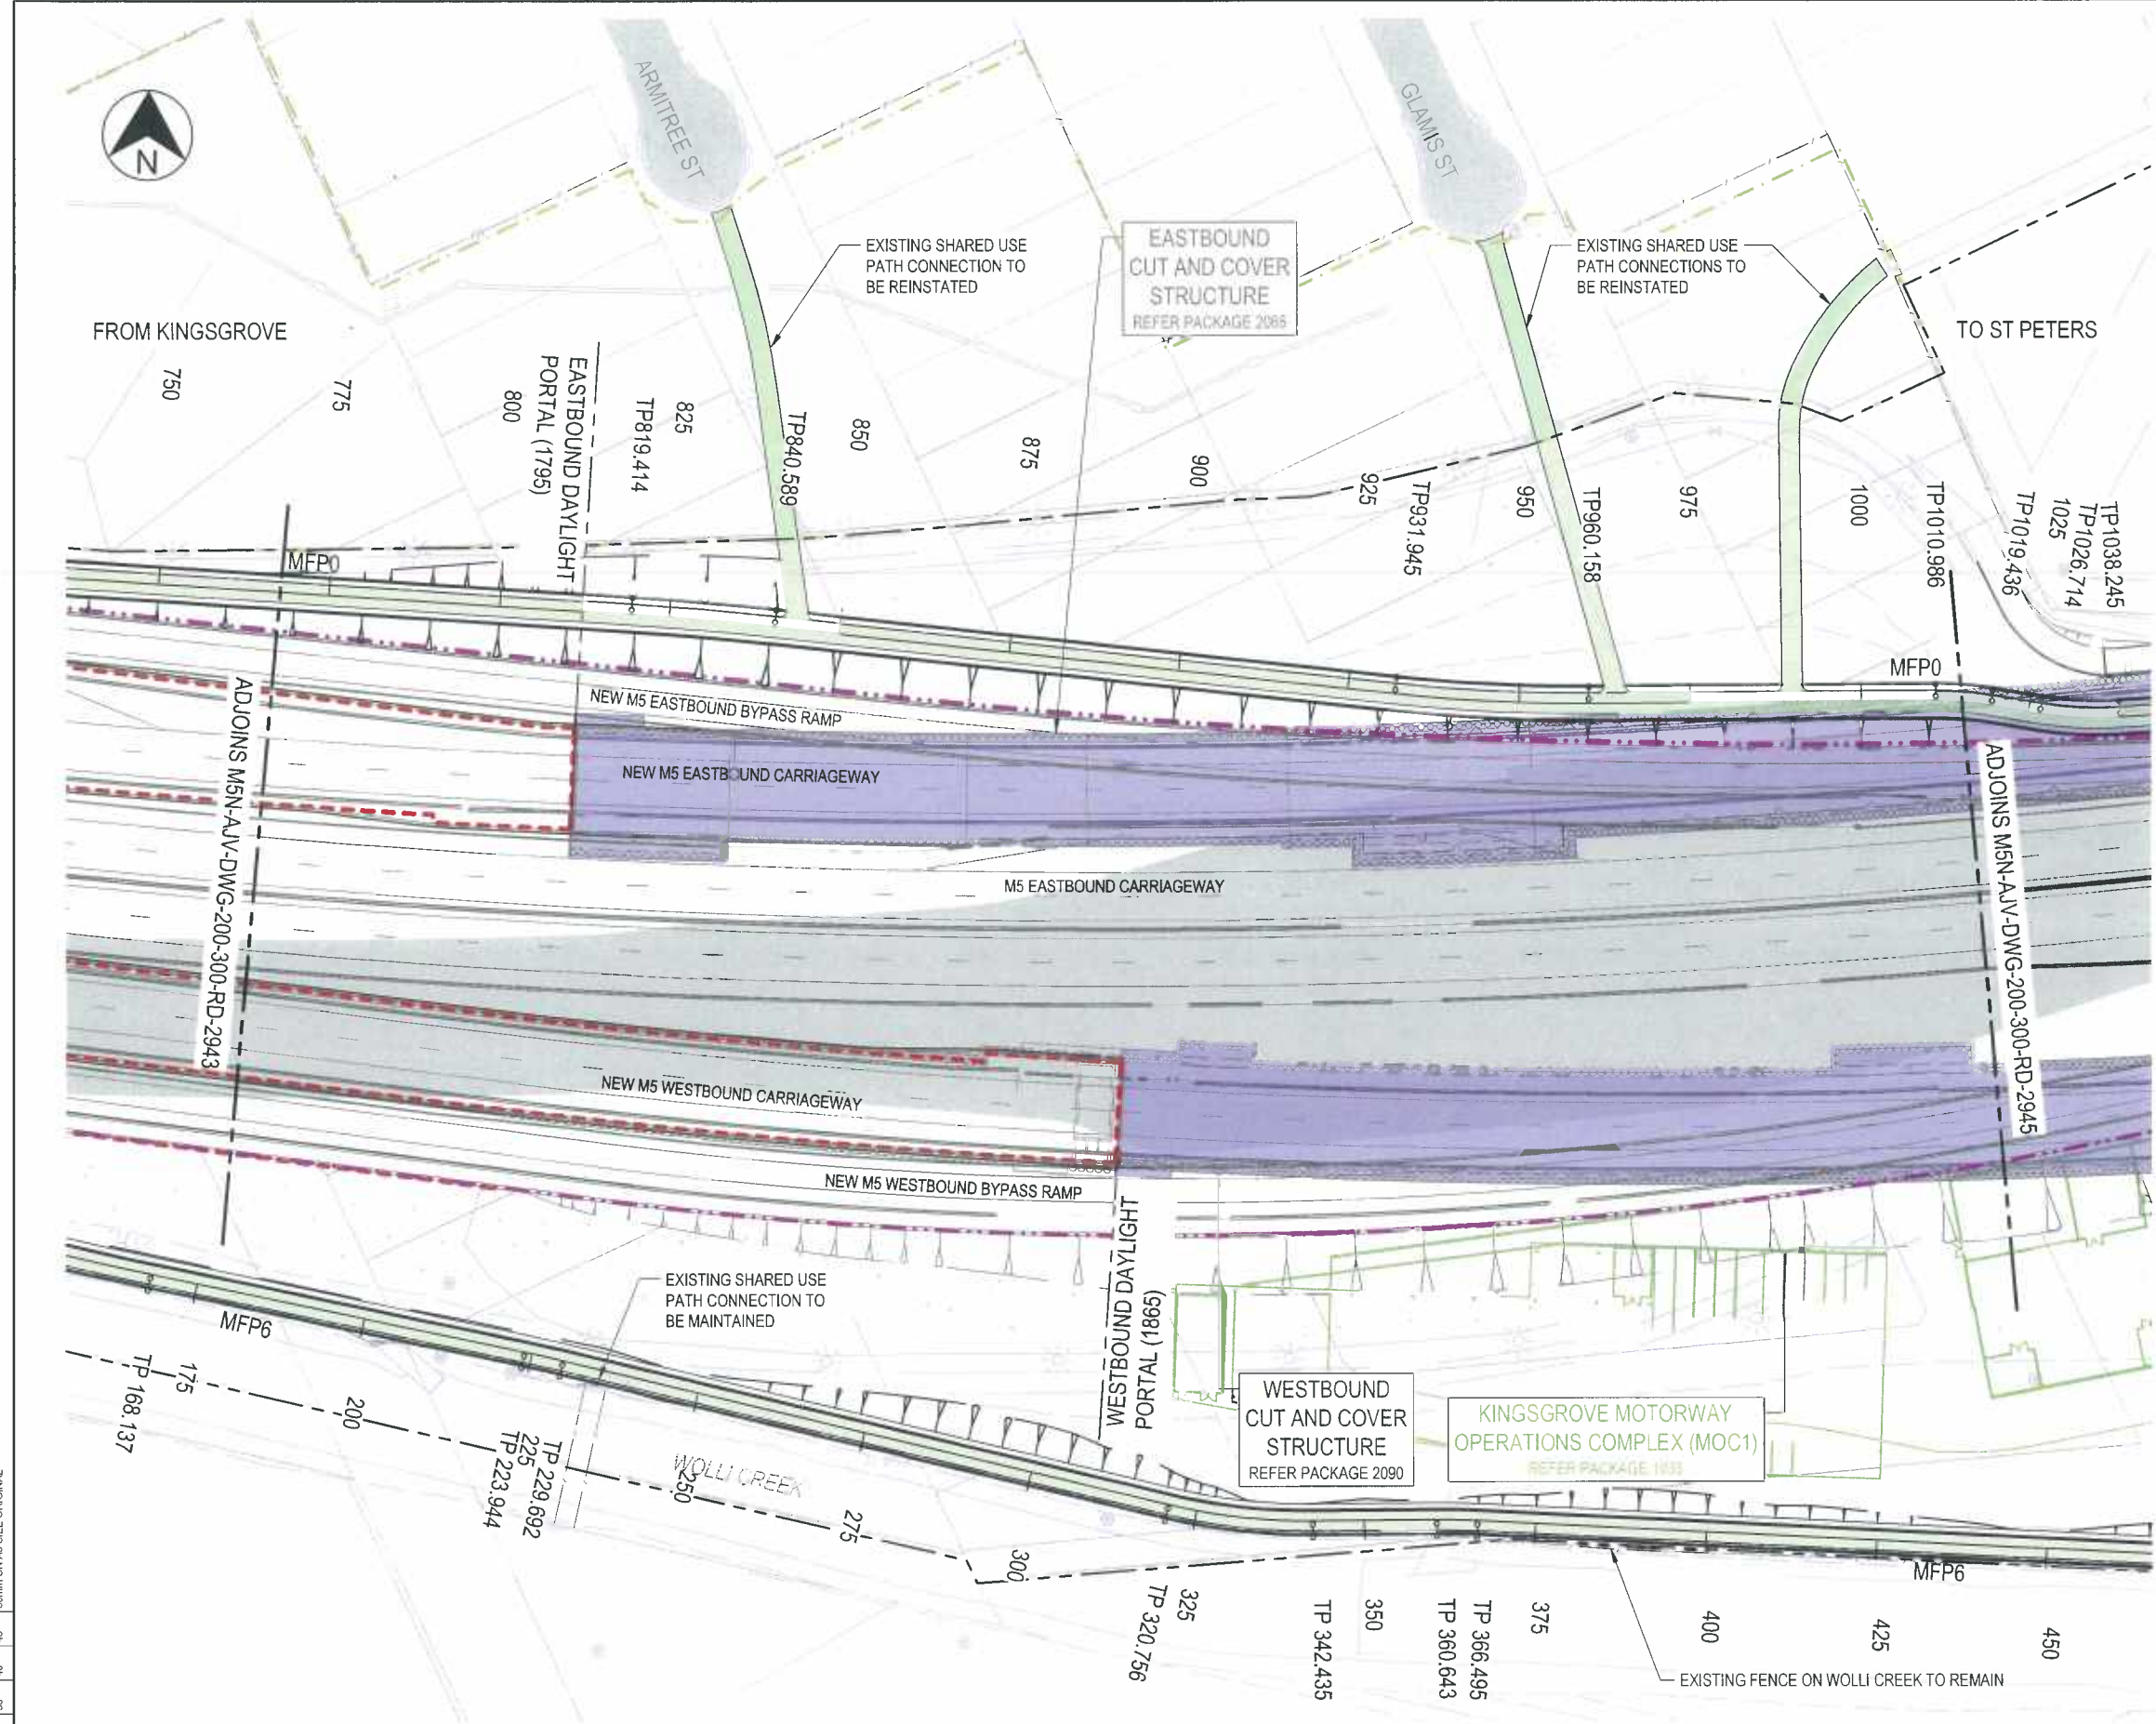 ARMITREE ST
GLAMIS ST
N
EXISTING SHARED USE
PATH CONNECTION TO
BE REINSTATED
EASTBOUND
CUT AND COVER
STRUCTURE
REFER PACKAGE 2085
EXISTING SHARED USE
PATH CONNECTIONS TO
BE REINSTATED
FROM KINGSGROVE
TO ST PETERS
750
775
800
EASTBOUND DAYLIGHT
PORTAL (1795)
TP819.414
825
TP840.589
850
875
900
925
TP931.945
950
TP960.158
975
1000
TP1010.986
TP1019.436
1025
TP1026.714
TP1038.245
MFP0
MFP0
NEW M5 EASTBOUND BYPASS RAMP
NEW M5 EASTBOUND CARRIAGEWAY
M5 EASTBOUND CARRIAGEWAY
ADJOINS M5N-AJV-DWG-200-300-RD-2943
ADJOINS M5N-AJV-DWG-200-300-RD-2945
NEW M5 WESTBOUND CARRIAGEWAY
NEW M5 WESTBOUND BYPASS RAMP
WESTBOUND DAYLIGHT
PORTAL (1865)
EXISTING SHARED USE
PATH CONNECTION TO
BE MAINTAINED
MFP6
WESTBOUND
CUT AND COVER
STRUCTURE
REFER PACKAGE 2090
KINGSGROVE MOTORWAY
OPERATIONS COMPLEX (MOC1)
REFER PACKAGE
WOLLI CREEK
TP 168.137
175
200
TP 223.944
225
TP 229.692
250
275
300
TP 320.756
325
TP 342.435
350
TP 360.643
TP 366.495
375
400
425
450
MFP6
EXISTING FENCE ON WOLLI CREEK TO REMAIN